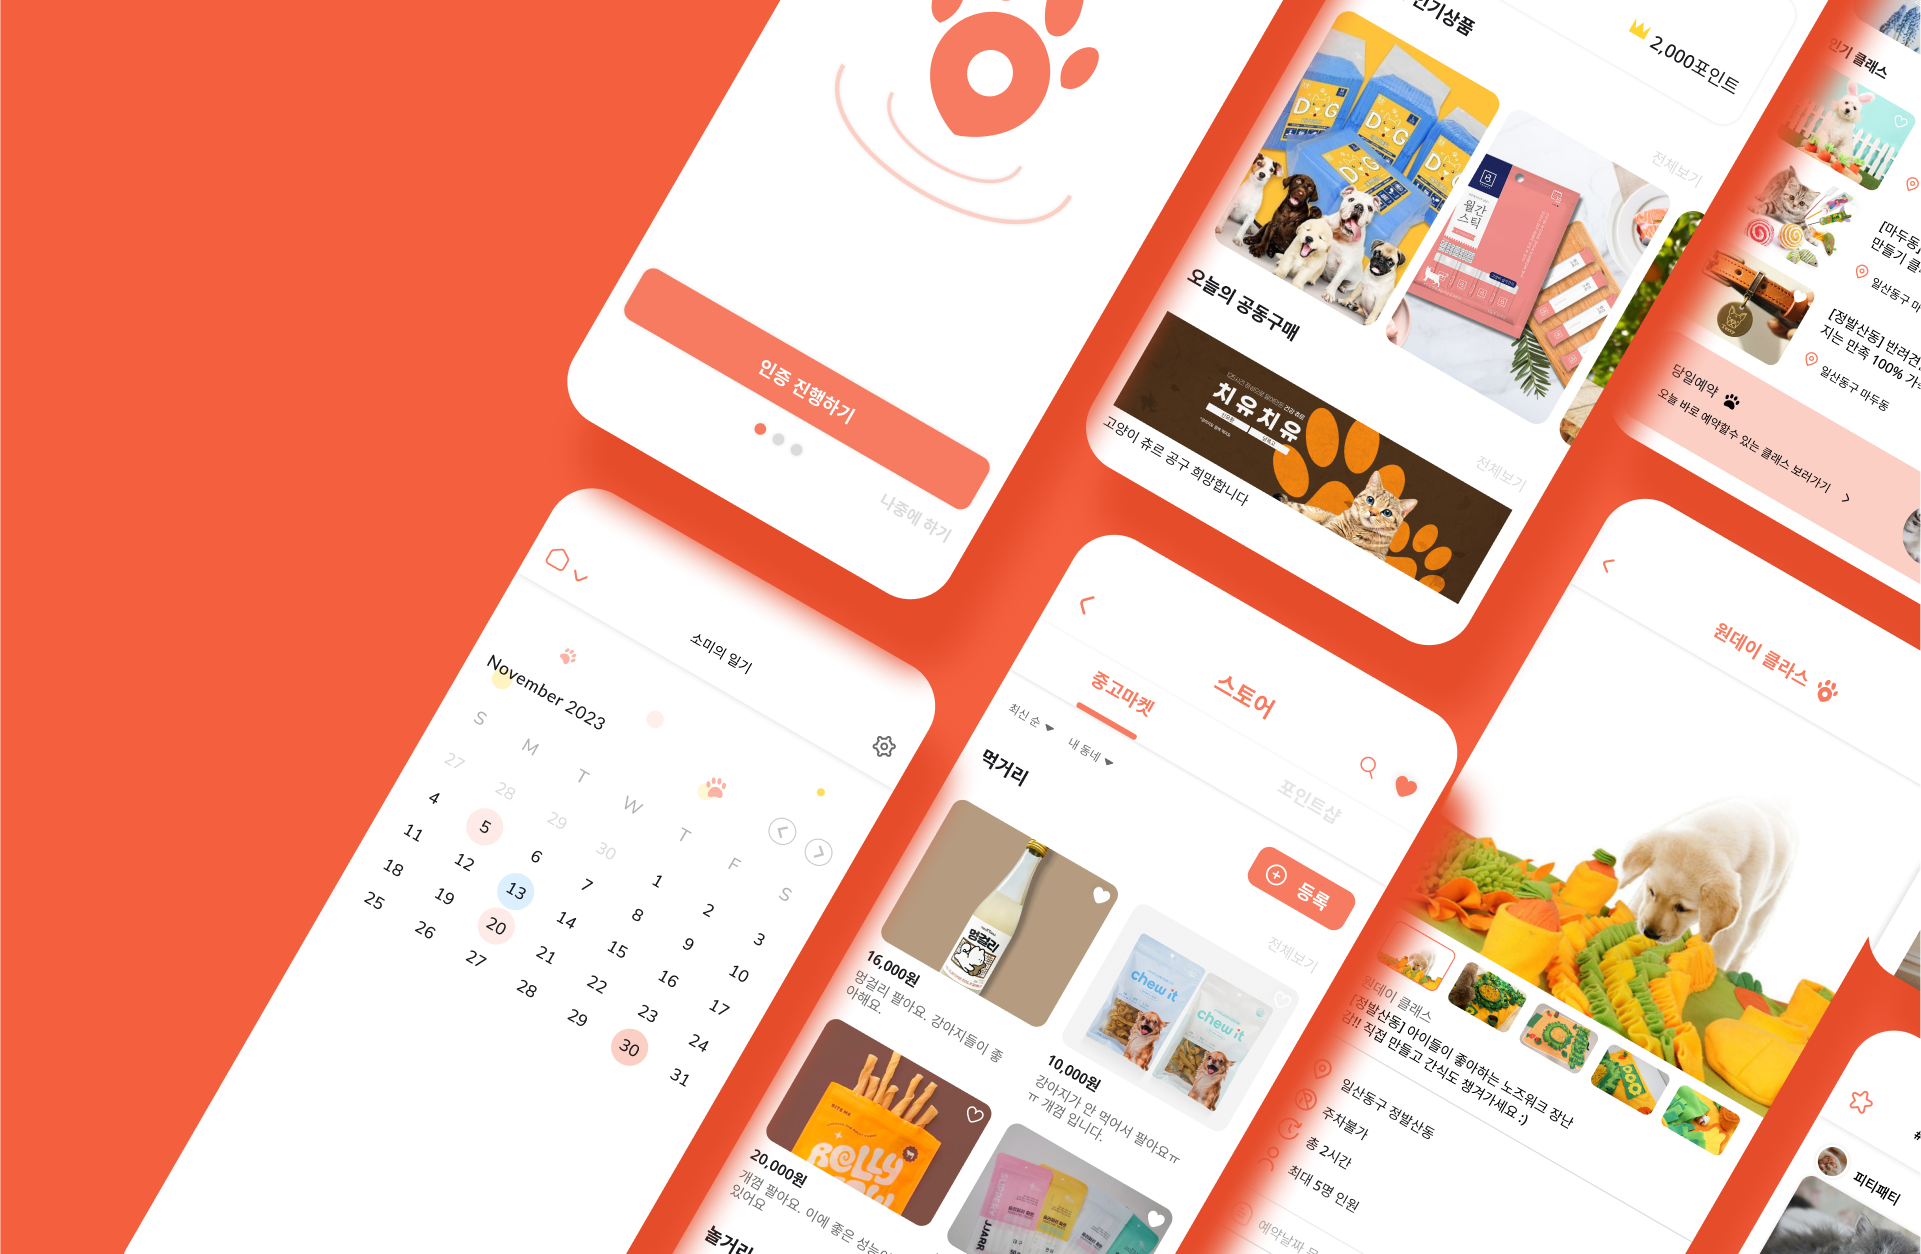 인증 진행하기
나중에 하기
인기상품
2,000포인트
전체보기
DOG
DOG
DOG
DOG
월간
스틱
오늘의 공동구매
전체보기
치유치유
고양이 츄르 공구 희망합니다
인기 클래스
[마두동]
만들기 클
일산동구 마
[정발산동] 반려견
지는 만족 100%
일산동구 마두동
당일예약
오늘 바로 예약할수 있는 클래스 보러가기
소미의 일기
November 2023
S M T W T F S
27 28 29 30 1 2 3
4 5 6 7 8 9 10
11 12 13 14 15 16 17
18 19 20 21 22 23 24
25 26 27 28 29 30 31
스토어
중고마켓
포인트샵
최신 순
내 동네
먹거리
등록
전체보기
멍걸리
16,000원
멍걸리 팔아요. 강아지들이 좋
아해요.
chew it
chew it
10,000원
강아지가 안 먹어서 팔아요ㅠ
ㅠ 개껌 입니다.
BITE ME
ROLLY
20,000원
개껌 팔아요. 이에 좋은 성능이
있어요
놀거리
원데이 클라스
원데이 클래스
[정발산동] 아이들이 좋아하는 노즈워크 장난
감!! 직접 만들고 간식도 챙겨가세요 :)
일산동구 정발산동
주차불가
총 2시간
최대 5명 인원
예약날짜
#
피티패티